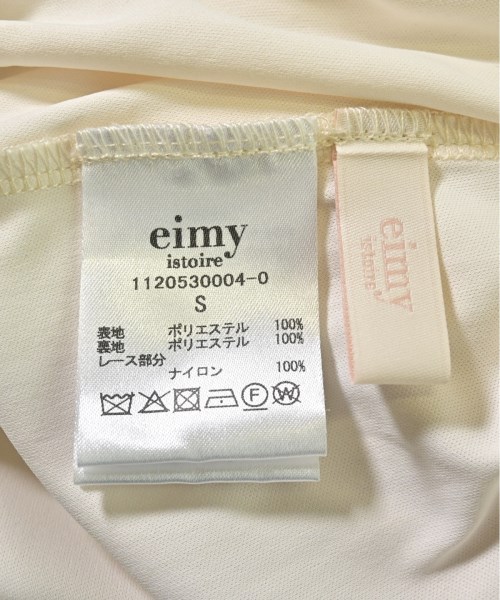 eimy
istoire
1120530004-0
S
表地 ポリエステル 100%
裏地 ポリエステル 100%
レース部分
ナイロン 100%
F W
eimy
istoire